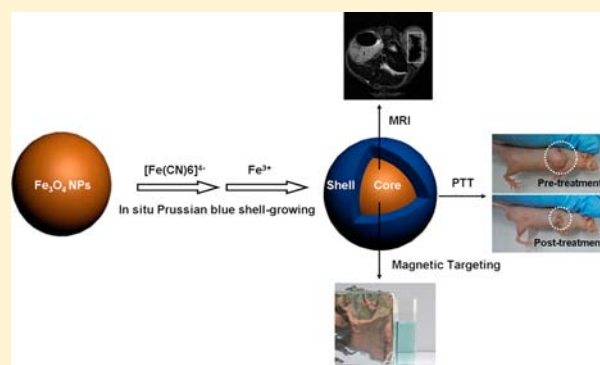 MRI
Fe₃O₄ NPs
[Fe(CN)6]⁴⁻
Fe³⁺
In situ Prussian blue shell-growing
Shell
Core
PTT
Pre-treatment
Post-treatment
Magnetic Targeting